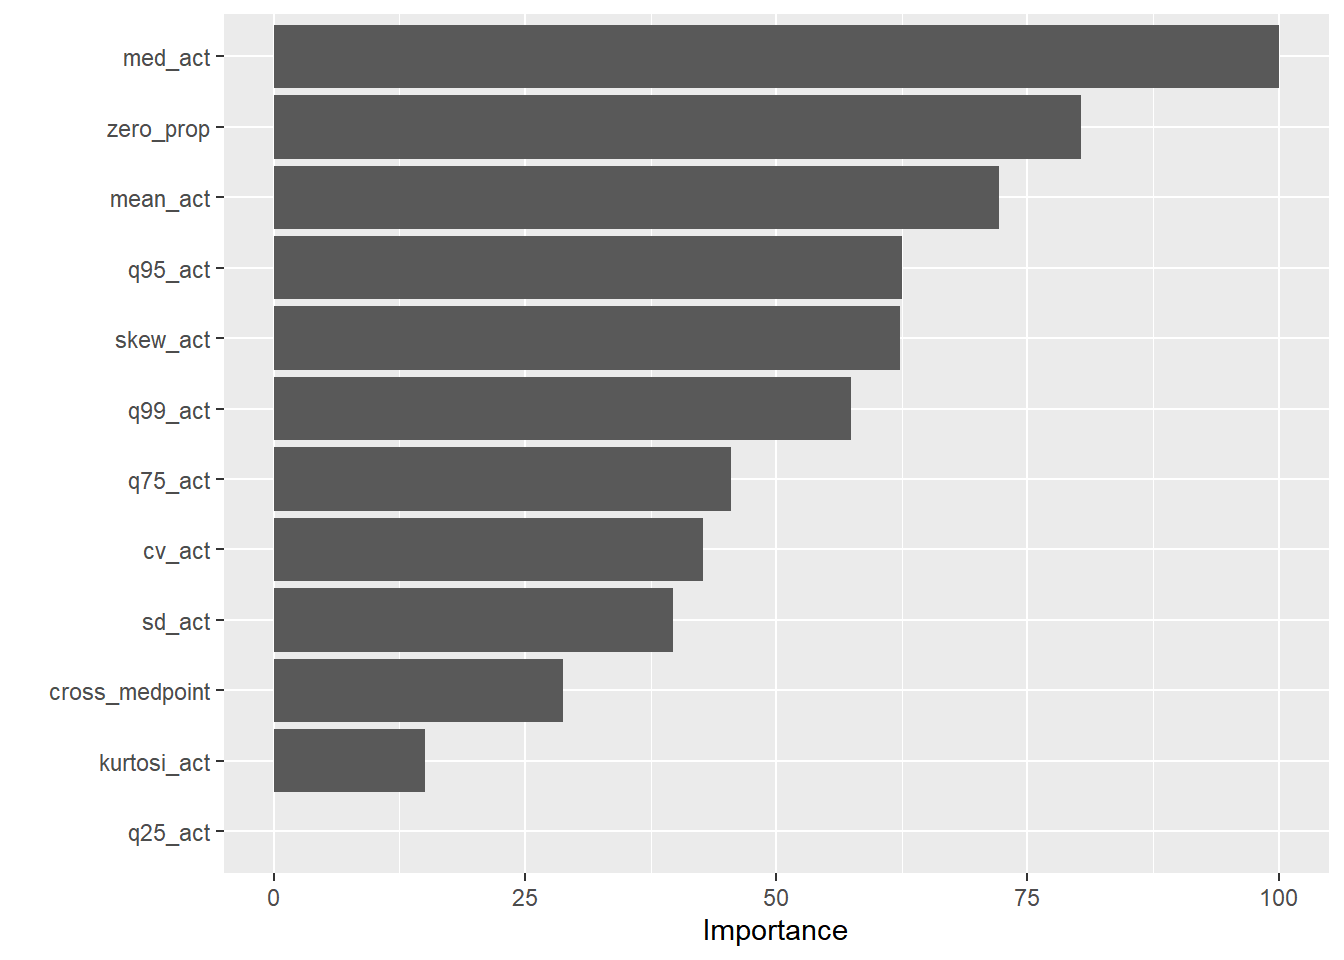 med_act
zero_prop
mean_act
q95_act
skew_act
q99_act
q75_act
cv_act
sd_act
cross_medpoint
kurtosi_act
q25_act
0 25 50 75 100
Importance